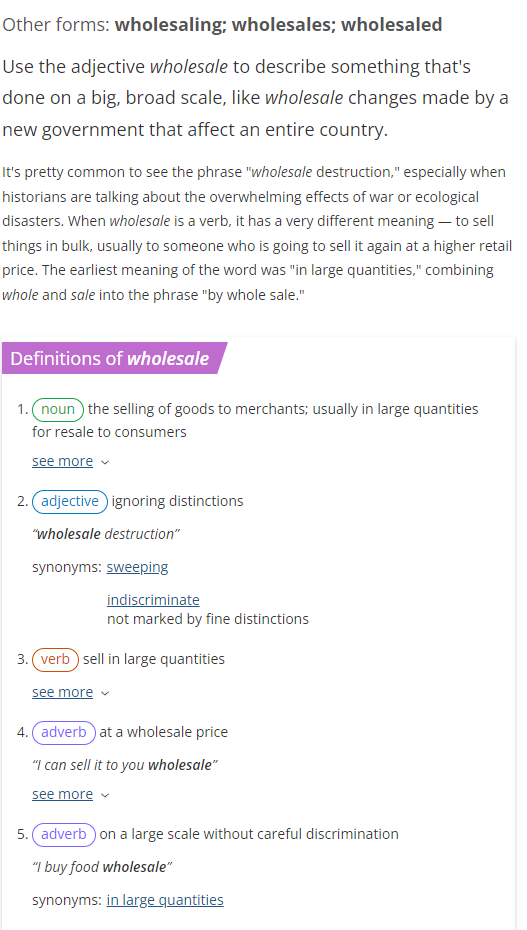 Other forms: wholesaling; wholesales; wholesaled
Use the adjective wholesale to describe something that's
done on a big, broad scale, like wholesale changes made by a
new government that affect an entire country.
It's pretty common to see the phrase "wholesale destruction," especially when
historians are talking about the overwhelming effects of war or ecological
disasters. When wholesale is a verb, it has a very different meaning — to sell
things in bulk, usually to someone who is going to sell it again at a higher retail
price. The earliest meaning of the word was "in large quantities," combining
whole and sale into the phrase "by whole sale."
Definitions of wholesale
1. noun the selling of goods to merchants; usually in large quantities
for resale to consumers
see more
2. adjective ignoring distinctions
“wholesale destruction”
synonyms: sweeping
indiscriminate
not marked by fine distinctions
3. verb sell in large quantities
see more
4. adverb at a wholesale price
“I can sell it to you wholesale”
see more
5. adverb on a large scale without careful discrimination
“I buy food wholesale”
synonyms: in large quantities